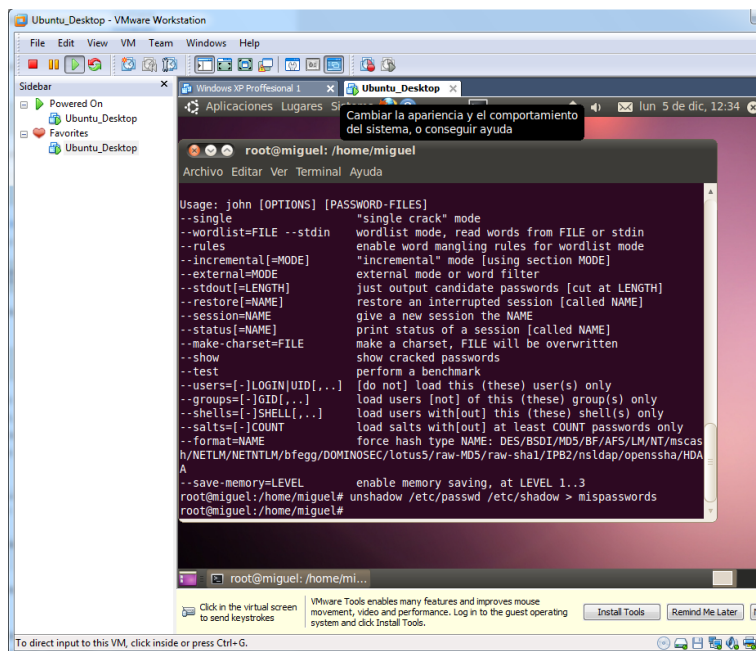 Ubuntu_Desktop - VMware Workstation
File Edit View VM Team Windows Help
Sidebar
Powered On
Ubuntu_Desktop
Favorites
Ubuntu_Desktop
Windows XP Proffesional 1
Ubuntu_Desktop
Aplicaciones Lugares
lun 5 de dic, 12:34
Cambiar la apariencia y el comportamiento
del sistema, o conseguir ayuda
root@miguel: /home/miguel
Archivo Editar Ver Terminal Ayuda
Usage: john [OPTIONS] [PASSWORD-FILES]
--single "single crack" mode
--wordlist=FILE --stdin wordlist mode, read words from FILE or stdin
--rules enable word mangling rules for wordlist mode
--incremental[=MODE] "incremental" mode [using section MODE]
--external=MODE external mode or word filter
--stdout[=LENGTH] just output candidate passwords [cut at LENGTH]
--restore[=NAME] restore an interrupted session [called NAME]
--session=NAME give a new session the NAME
--status[=NAME] print status of a session [called NAME]
--make-charset=FILE make a charset, FILE will be overwritten
--show show cracked passwords
--test perform a benchmark
--users=[-]LOGIN|UID[,..] [do not] load this (these) user(s) only
--groups=[-]GID[,..] load users [not] of this (these) group(s) only
--shells=[-]SHELL[,..] load users with[out] this (these) shell(s) only
--salts=[-]COUNT load salts with[out] at least COUNT passwords only
--format=NAME force hash type NAME: DES/BSDI/MD5/BF/AFS/LM/NT/mscas
h/NETLM/NETNTLM/bfegg/DOMINOSEC/lotus5/raw-MD5/raw-sha1/IPB2/nsldap/openssha/HDA
A
--save-memory=LEVEL enable memory saving, at LEVEL 1..3
root@miguel:/home/miguel# unshadow /etc/passwd /etc/shadow > mispasswords
root@miguel:/home/miguel#
root@miguel: /home/mi...
Click in the virtual screen
to send keystrokes
VMware Tools enables many features and improves mouse
movement, video and performance. Log in to the guest operating
system and click Install Tools.
Install Tools
Remind Me Later
To direct input to this VM, click inside or press Ctrl+G.